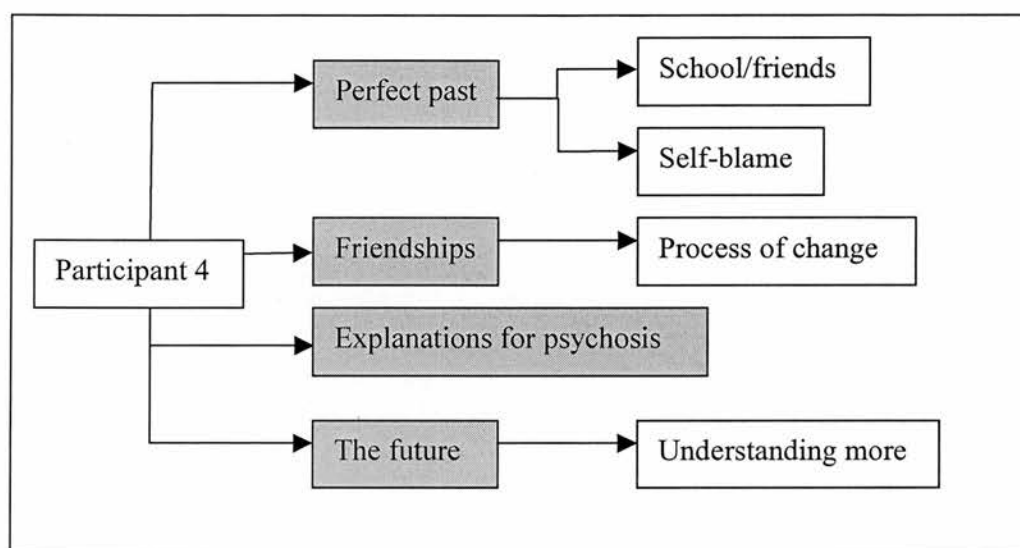 Perfect past
School/friends
Self-blame
Participant 4
Friendships
Process of change
Explanations for psychosis
The future
Understanding more